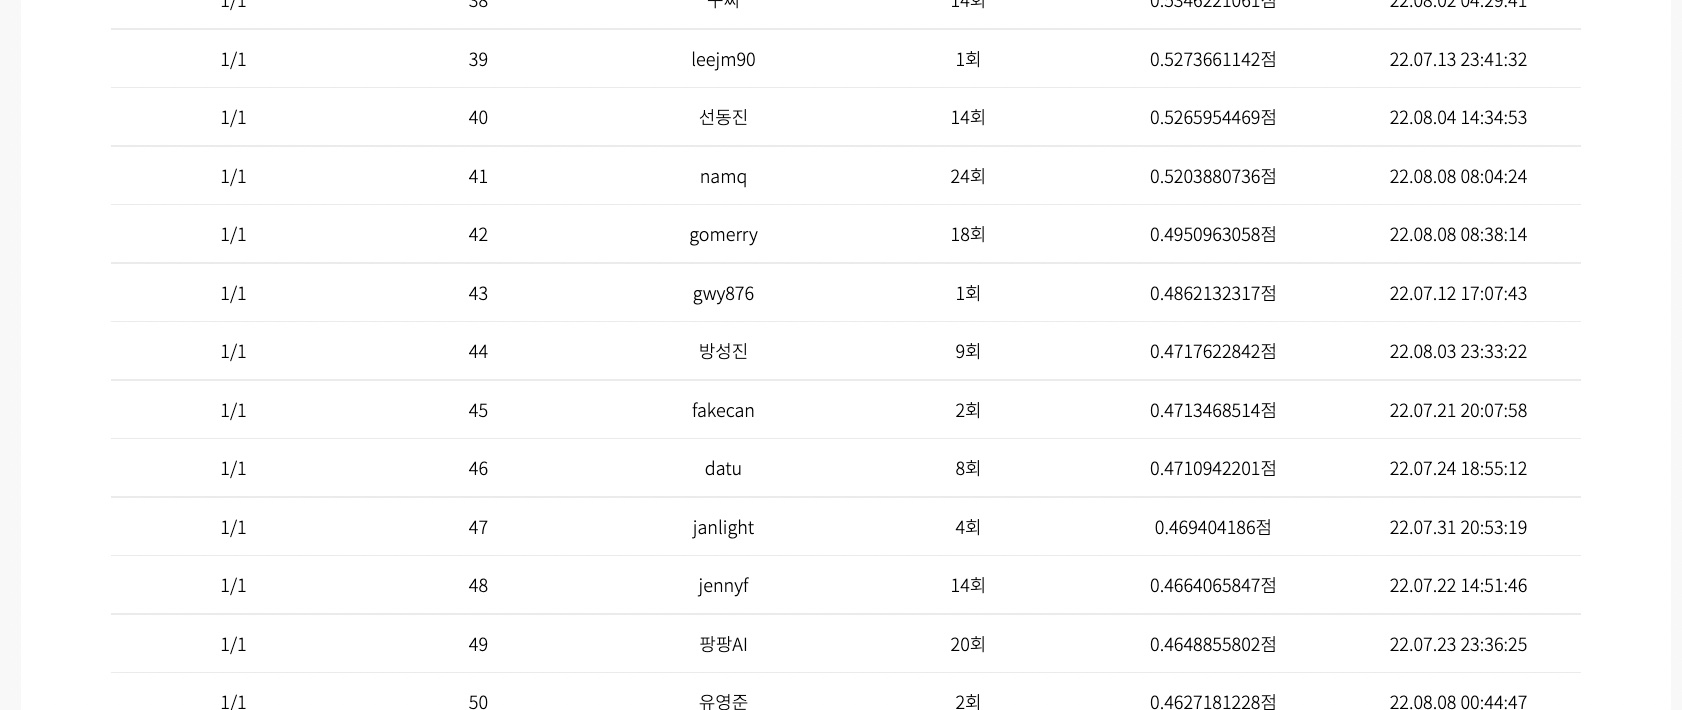 1/1 38 14회 0.5346221061점 22.08.02 04:29:41
1/1 39 leejm90 1회 0.5273661142점 22.07.13 23:41:32
1/1 40 선동진 14회 0.5265954469점 22.08.04 14:34:53
1/1 41 namq 24회 0.5203880736점 22.08.08 08:04:24
1/1 42 gomerry 18회 0.4950963058점 22.08.08 08:38:14
1/1 43 gwy876 1회 0.4862132317점 22.07.12 17:07:43
1/1 44 방성진 9회 0.4717622842점 22.08.03 23:33:22
1/1 45 fakecan 2회 0.4713468514점 22.07.21 20:07:58
1/1 46 datu 8회 0.4710942201점 22.07.24 18:55:12
1/1 47 janlight 4회 0.469404186점 22.07.31 20:53:19
1/1 48 jennyf 14회 0.4664065847점 22.07.22 14:51:46
1/1 49 팡팡AI 20회 0.4648855802점 22.07.23 23:36:25
1/1 50 유영준 2회 0.4627181228점 22.08.08 00:44:47